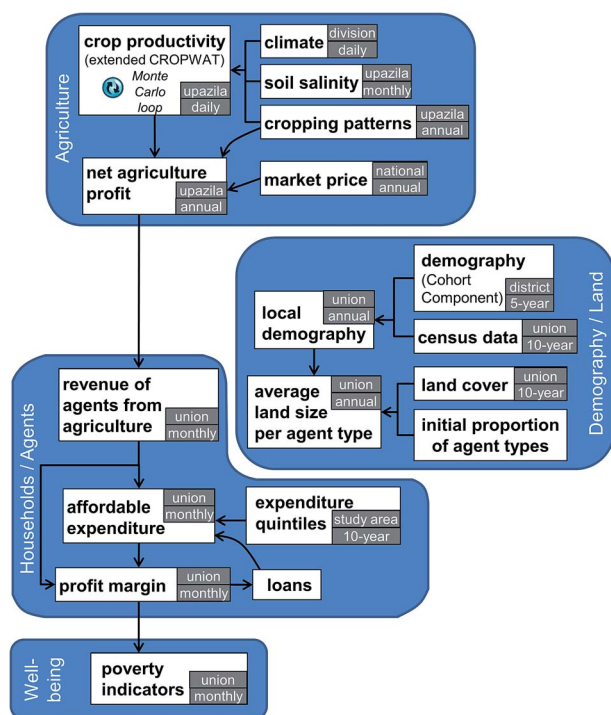 Agriculture
crop productivity
(extended CROPWAT)
Monte
Carlo
loop
upazila
daily
climate
division
daily
soil salinity
upazila
monthly
cropping patterns
upazila
annual
net agriculture
profit
upazila
annual
market price
national
annual
Demography / Land
demography
(Cohort
Component)
district
5-year
local
demography
union
annual
census data
union
10-year
average
land size
per agent type
union
annual
land cover
union
10-year
initial proportion
of agent types
Households / Agents
revenue of
agents from
agriculture
union
monthly
affordable
expenditure
union
monthly
expenditure
quintiles
study area
10-year
profit margin
union
monthly
loans
Well-
being
poverty
indicators
union
monthly